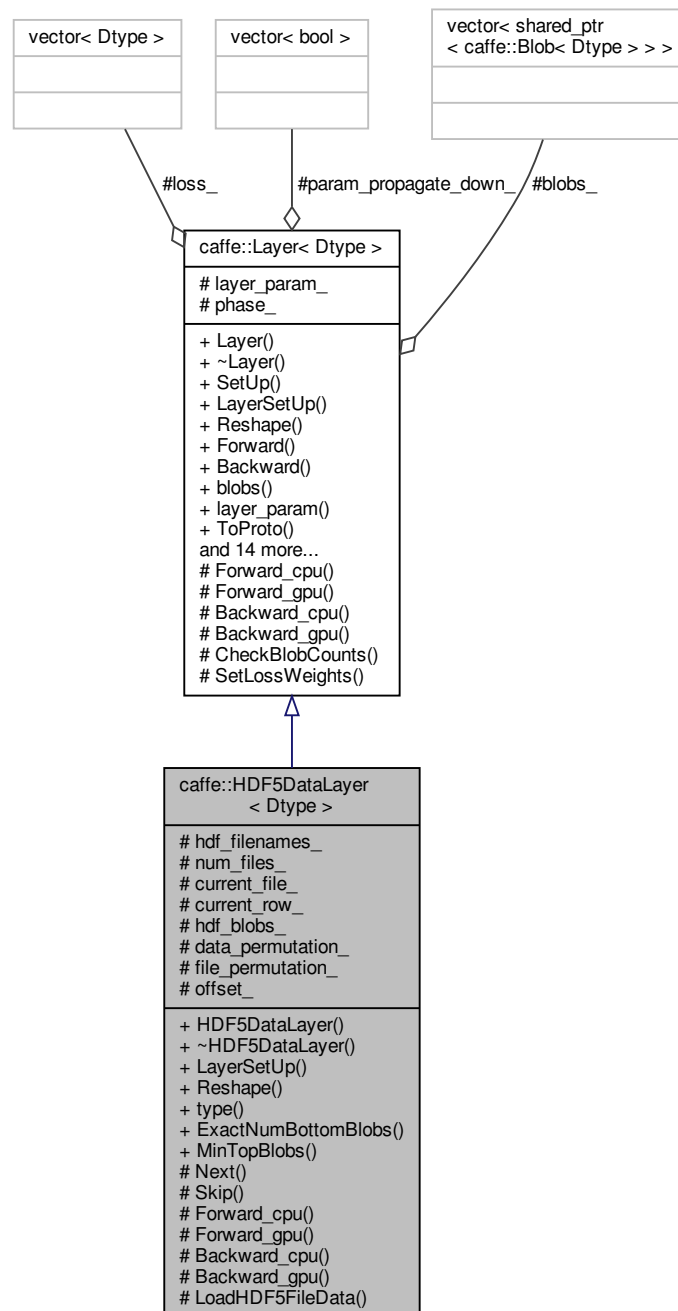 vector< Dtype >
vector< bool >
vector< shared_ptr
< caffe::Blob< Dtype > > >
#loss_
#param_propagate_down_
#blobs_
caffe::Layer< Dtype >
# layer_param_
# phase_
+ Layer()
+ ~Layer()
+ SetUp()
+ LayerSetUp()
+ Reshape()
+ Forward()
+ Backward()
+ blobs()
+ layer_param()
+ ToProto()
and 14 more...
# Forward_cpu()
# Forward_gpu()
# Backward_cpu()
# Backward_gpu()
# CheckBlobCounts()
# SetLossWeights()
caffe::HDF5DataLayer
< Dtype >
# hdf_filenames_
# num_files_
# current_file_
# current_row_
# hdf_blobs_
# data_permutation_
# file_permutation_
# offset_
+ HDF5DataLayer()
+ ~HDF5DataLayer()
+ LayerSetUp()
+ Reshape()
+ type()
+ ExactNumBottomBlobs()
+ MinTopBlobs()
# Next()
# Skip()
# Forward_cpu()
# Forward_gpu()
# Backward_cpu()
# Backward_gpu()
# LoadHDF5FileData()